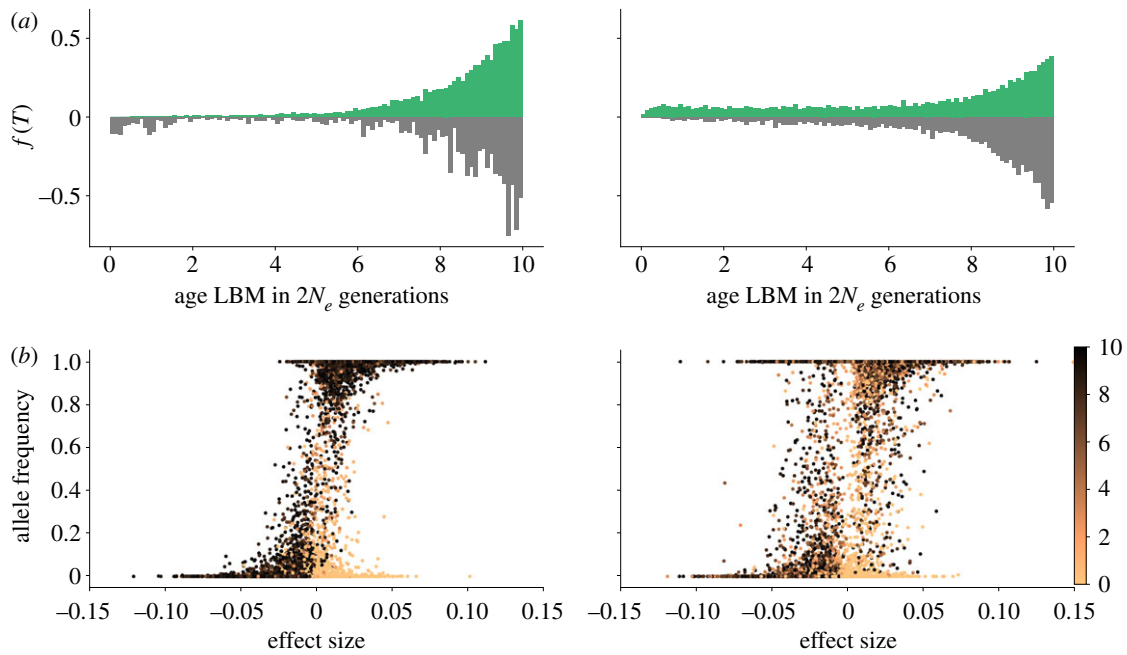 (a)
0.5
0
−0.5
f (T)
0 2 4 6 8 10
age LBM in 2Ne generations
0 2 4 6 8 10
age LBM in 2Ne generations
(b)
1.0
0.8
0.6
0.4
0.2
0
allele frequency
−0.15 −0.10 −0.05 0 0.05 0.10 0.15
effect size
−0.15 −0.10 −0.05 0 0.05 0.10 0.15
effect size
10
8
6
4
2
0